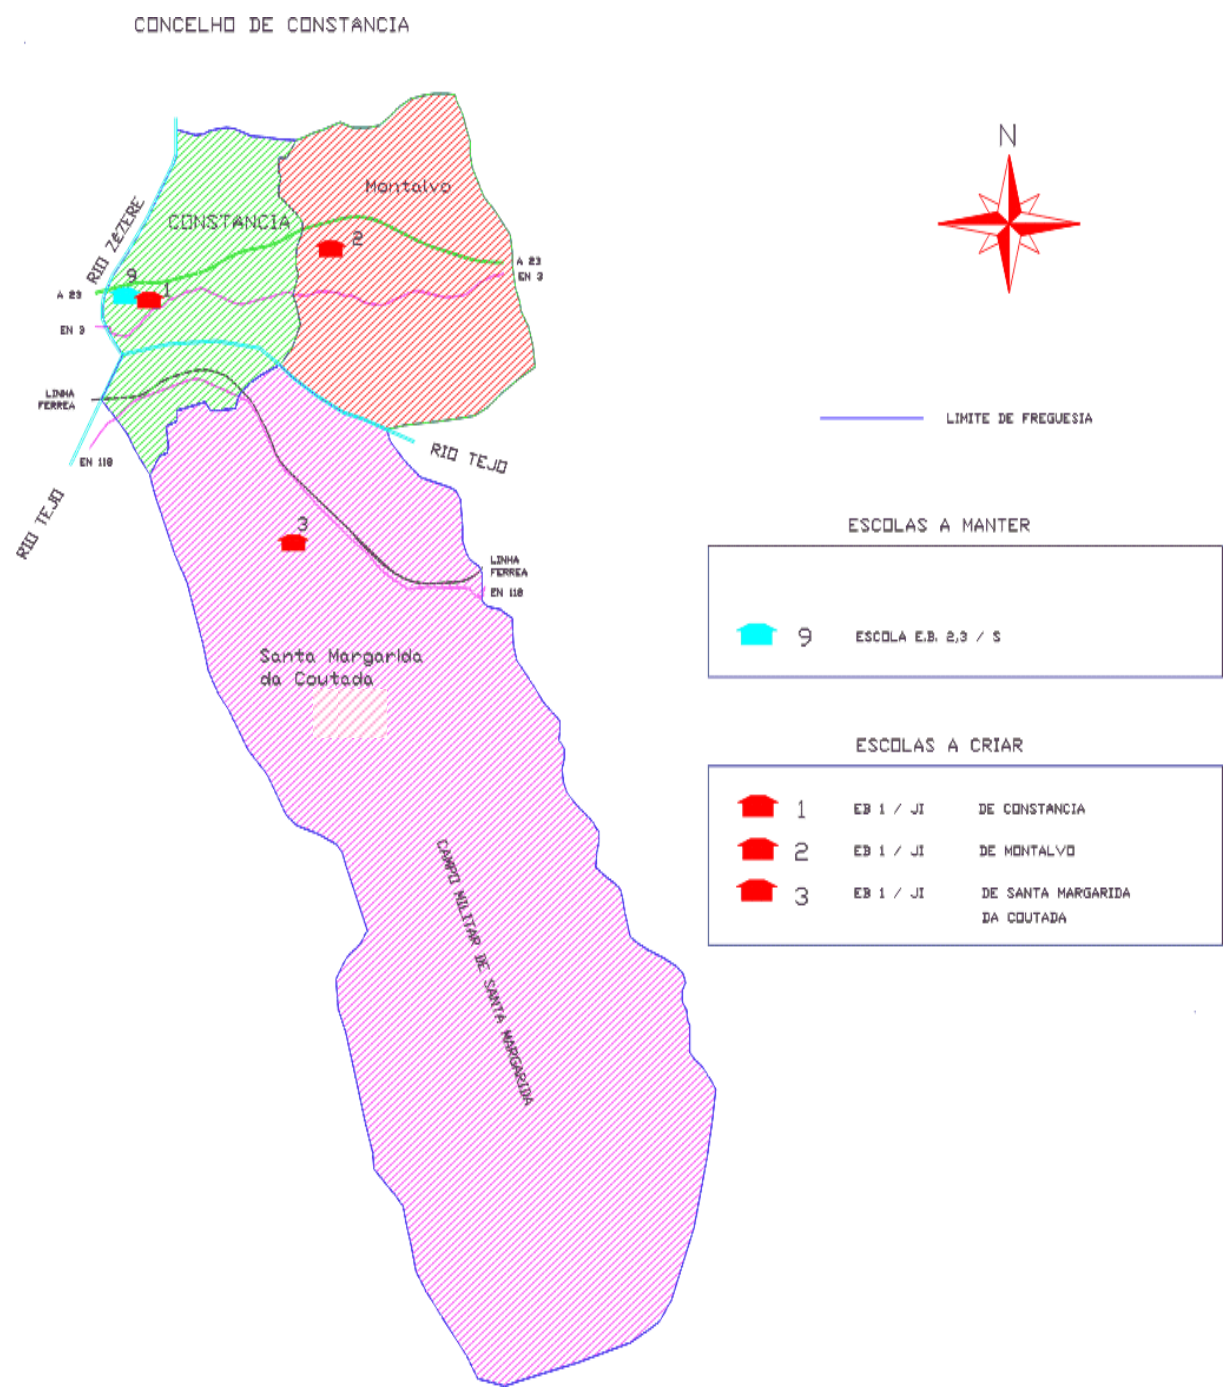 CONCELHO DE CONSTANCIA
N
Montalvo
CONSTANCIA
RIO ZêZERE
2
9
1
A 23
EN 3
A 23
EN 3
LINHA
FERREA
EN 118
RIO TEJO
RIO TEJO
3
LINHA
FERREA
EN 118
Santa Margarida
da Coutada
CAMPO MILITAR DE SANTA MARGARIDA
LIMITE DE FREGUESIA
ESCOLAS A MANTER
9 ESCOLA E.B. 2,3 / S
ESCOLAS A CRIAR
1 EB 1 / JI DE CONSTANCIA
2 EB 1 / JI DE MONTALVO
3 EB 1 / JI DE SANTA MARGARIDA
DA COUTADA